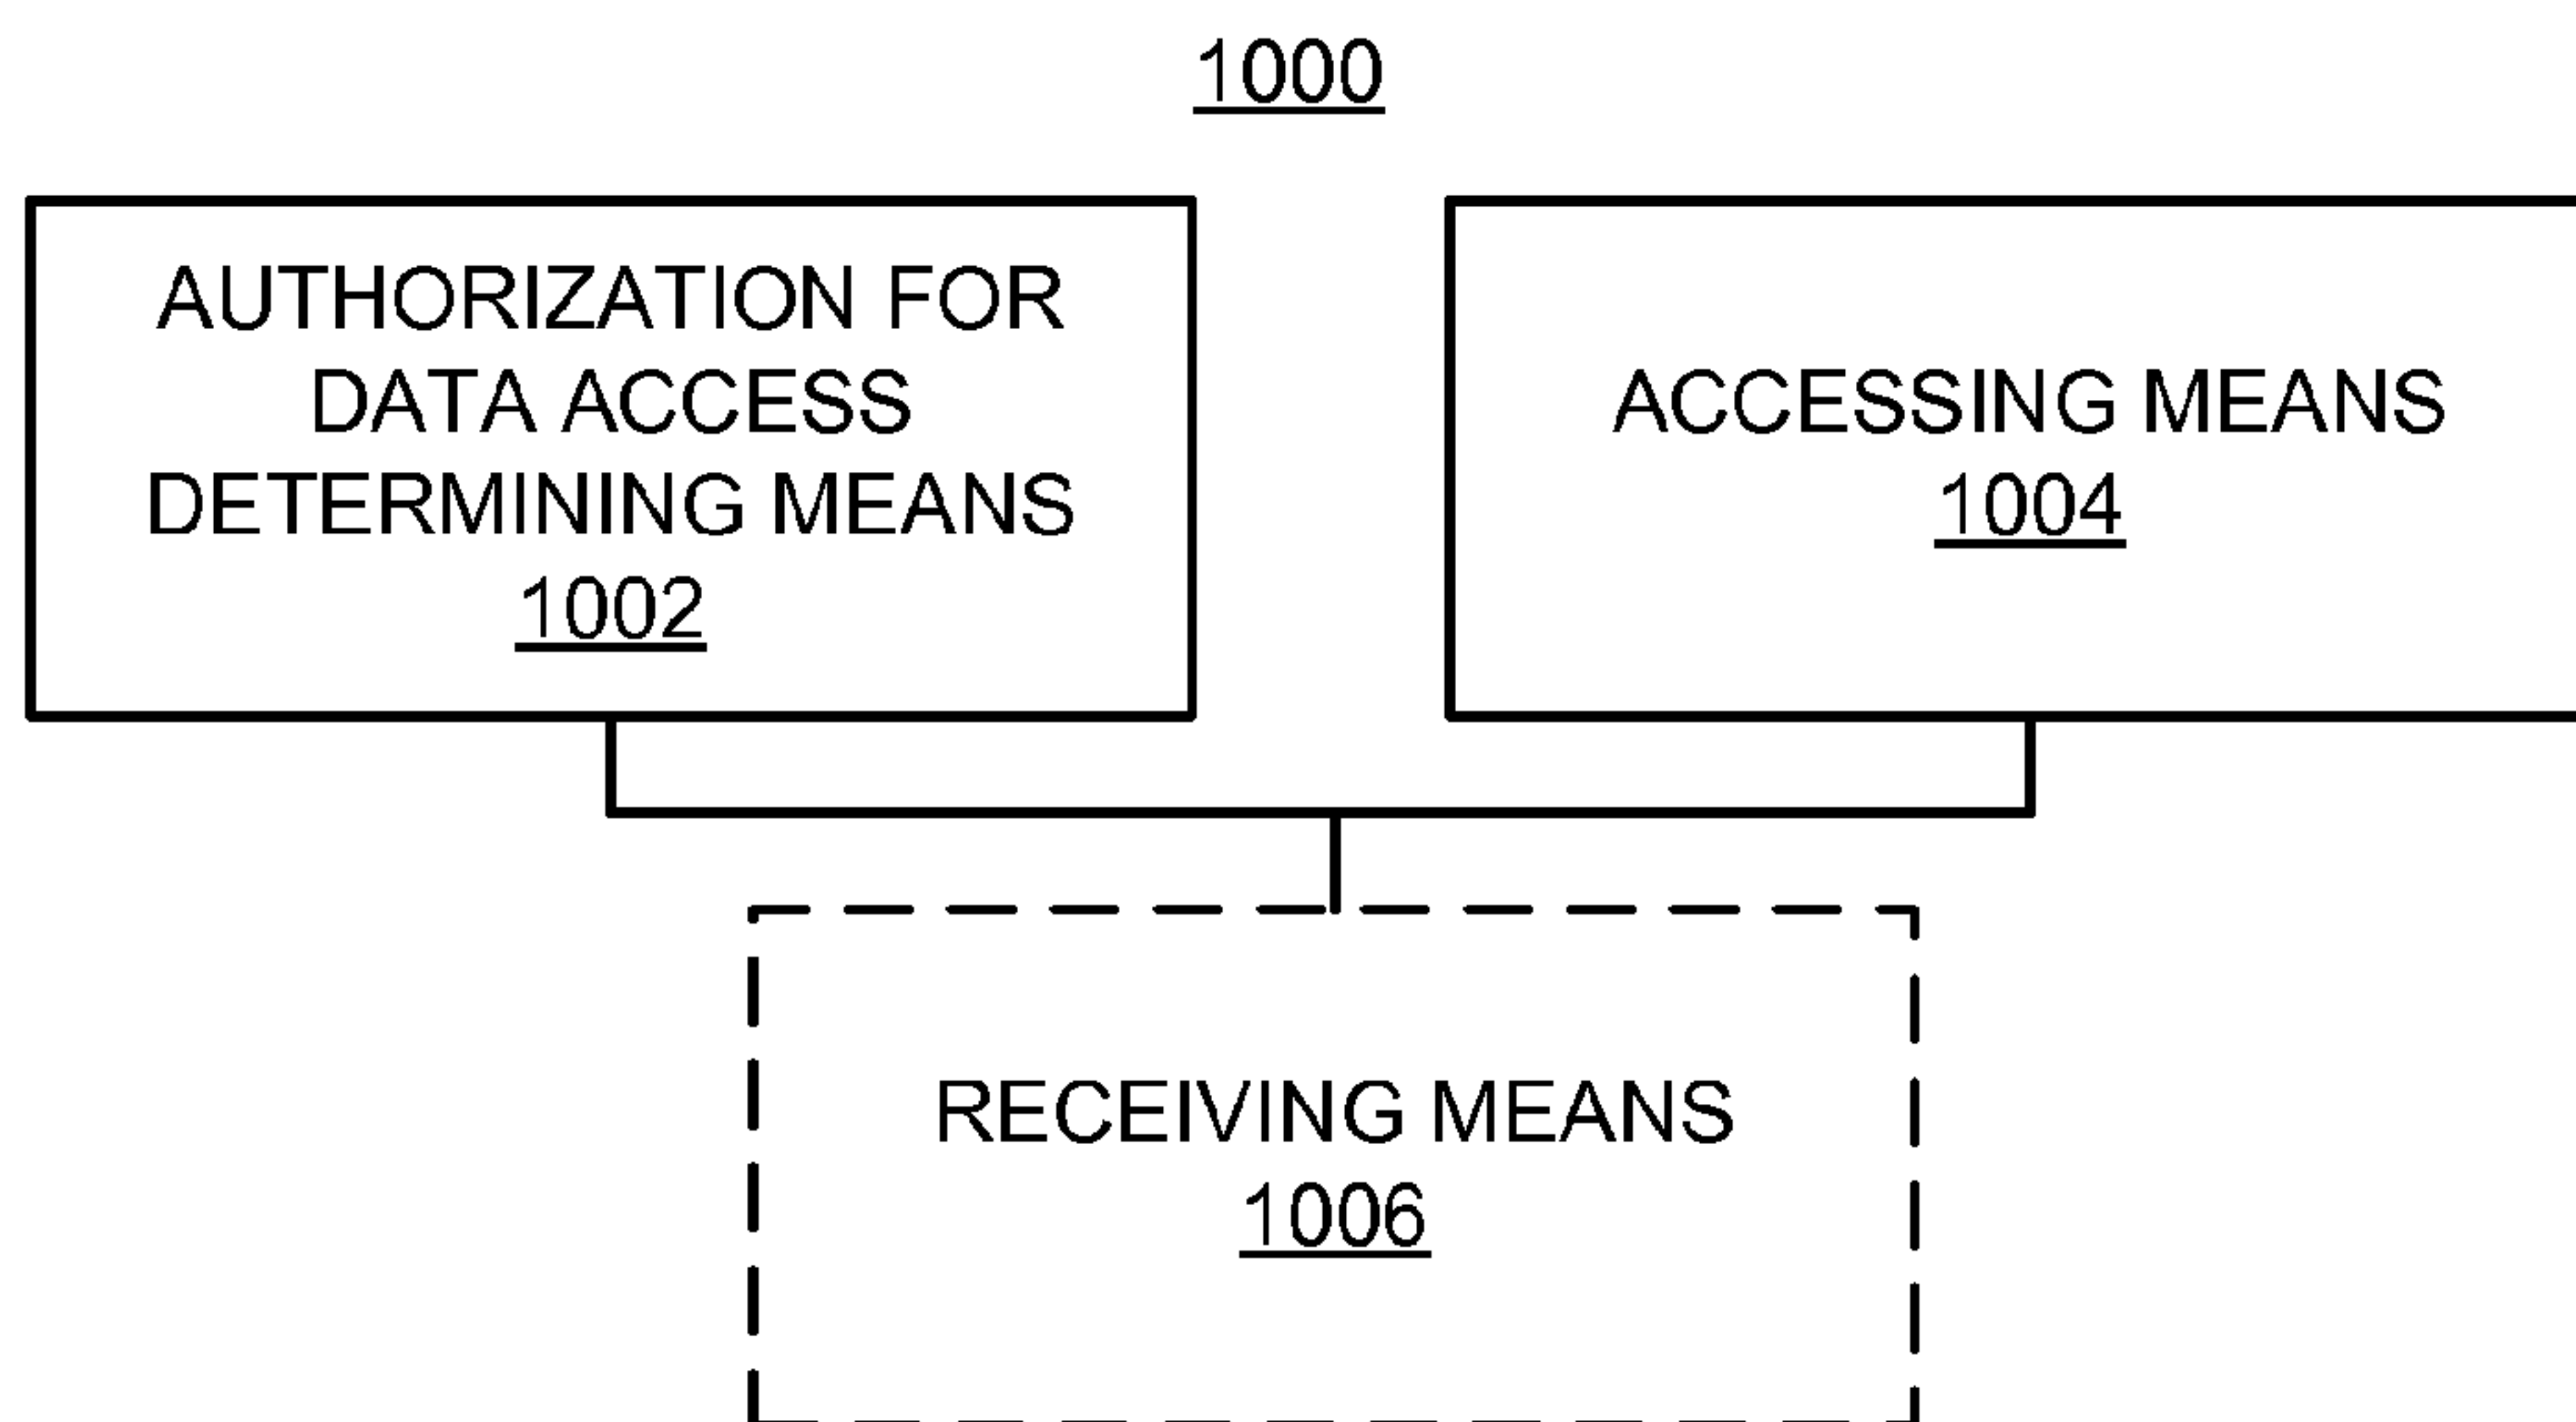 1000
AUTHORIZATION FOR
DATA ACCESS
DETERMINING MEANS
1002
ACCESSING MEANS
1004
RECEIVING MEANS
1006